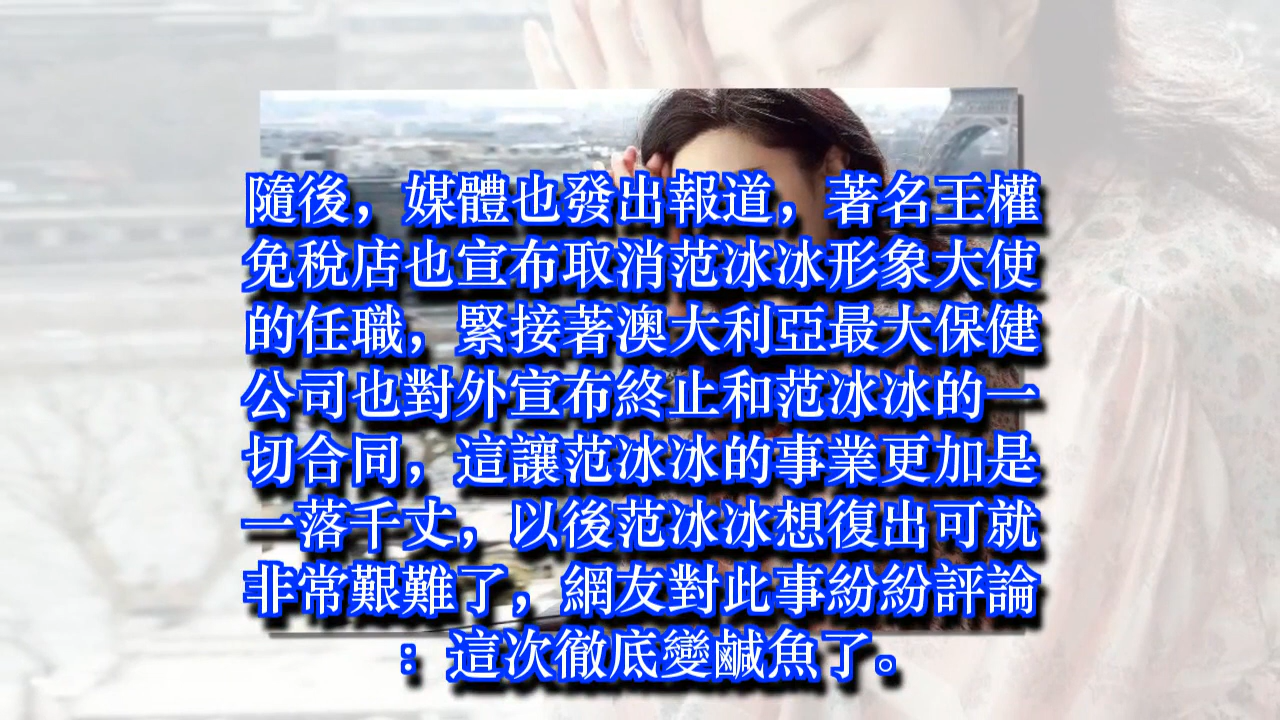 隨後，媒體也發出報道，著名王權
免稅店也宣布取消范冰冰形象大使
的任職，緊接著澳大利亞最大保健
公司也對外宣布終止和范冰冰的一
切合同，這讓范冰冰的事業更加是
一落千丈，以後范冰冰想復出可就
非常艱難了，網友對此事紛紛評論
：這次徹底變鹹魚了。